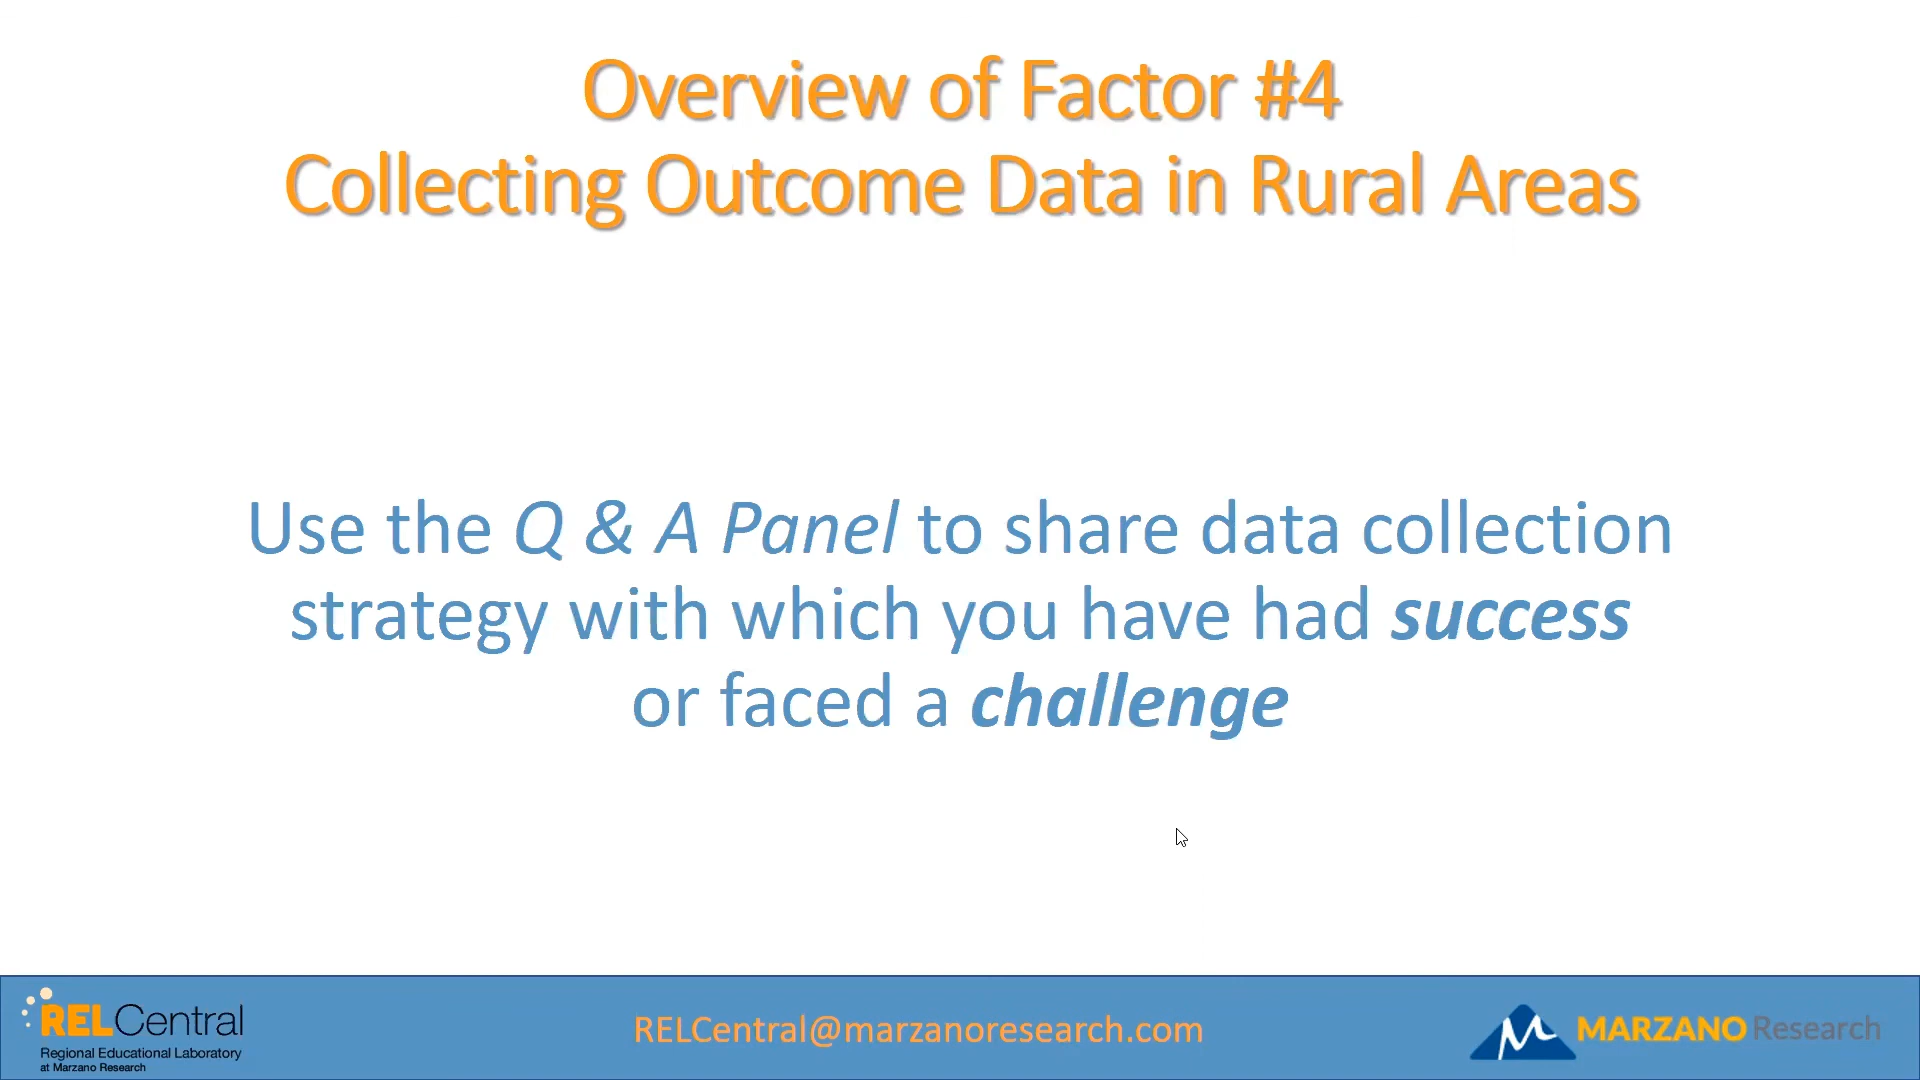 Overview of Factor #4
Collecting Outcome Data in Rural Areas
Use the Q & A Panel to share data collection
strategy with which you have had success
or faced a challenge
RELCentral
Regional Educational Laboratory
at Marzano Research
RELCentral@marzanoresearch.com
MARZANO Research